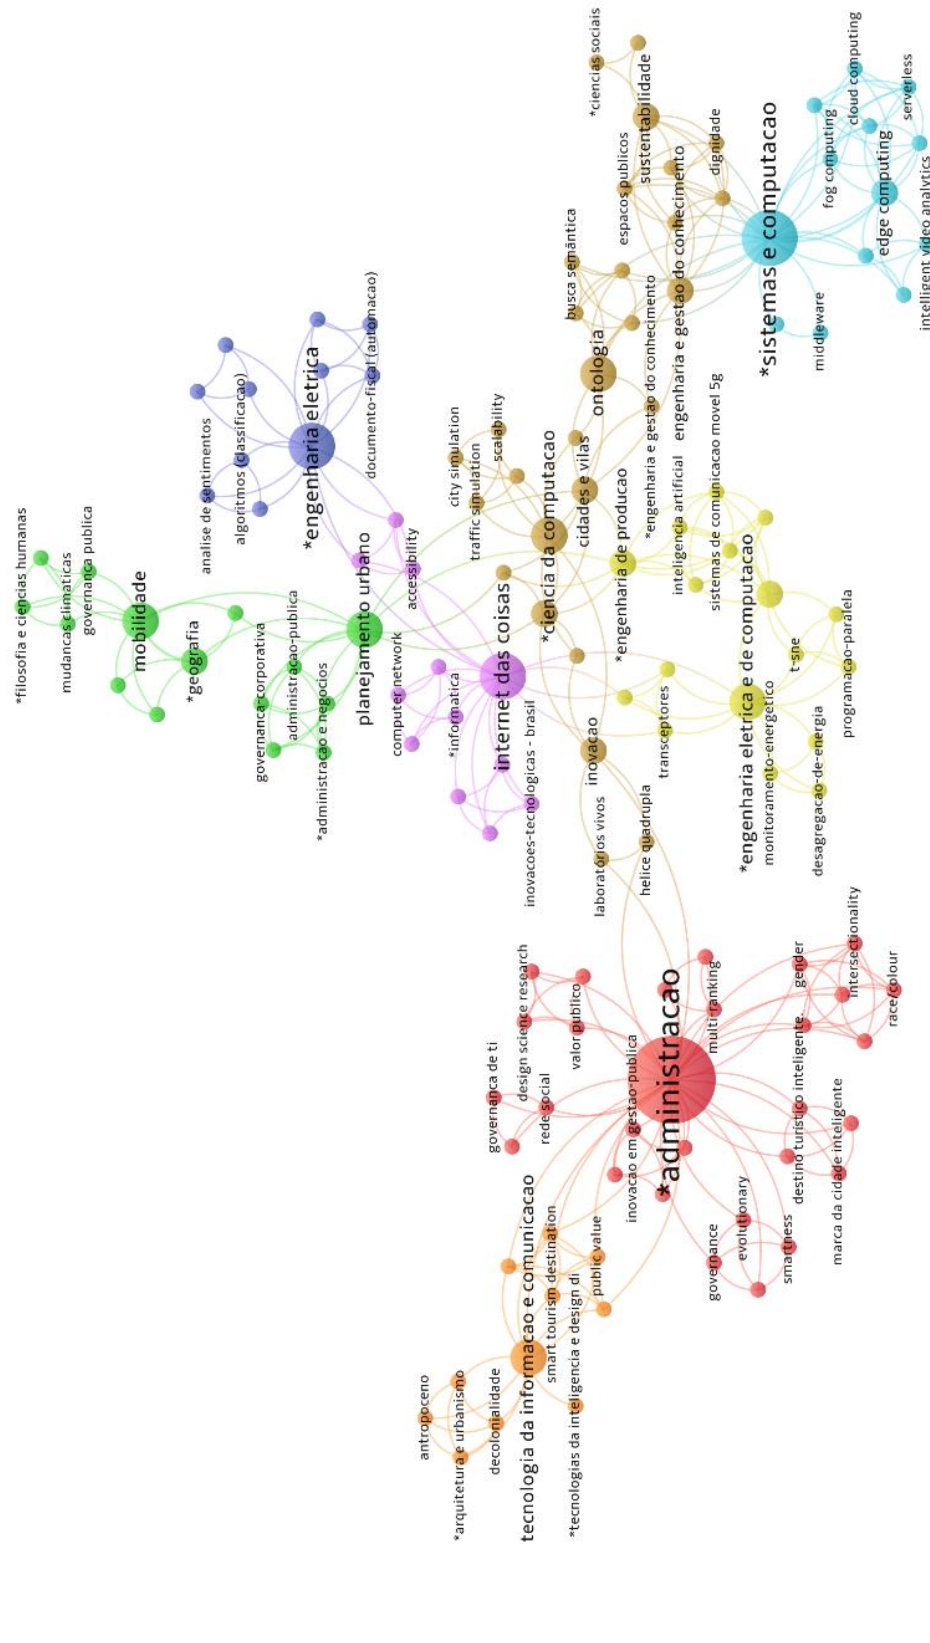 *filosofia e ciencias humanas
mudancas climaticas
governanca publica
mobilidade
*geografia
governanca-corporativa
administracao-publica
*administracao e negocios
planejamento urbano
analise de sentimentos
algoritmos (classificacao)
*engenharia eletrica
documento-fiscal (automacao)
accessibility
computer network
*informatica
internet das coisas
inovacoes-tecnologicas - brasil
city simulation
traffic simulation
scalability
*ciencia da computacao
cidades e vilas
ontologia
busca semântica
*ciencias sociais
sustentabilidade
espacos publicos
dignidade
engenharia e gestao do conhecimento
*engenharia e gestao do conhecimento
*sistemas e computacao
middleware
fog computing
cloud computing
edge computing
serverless
intelligent video analytics
*engenharia de producao
inteligencia artificial
sistemas de comunicacao movel 5g
*engenharia eletrica e de computacao
t-sne
programacao-paralela
monitoramento-energetico
desagregacao-de-energia
transceptores
inovacao
laboratorios vivos
helice quadrupla
*administracao
multi-ranking
gender
intersectionality
race/colour
design science research
valor publico
governanca de ti
rede social
inovacao em gestao-publica
destino turistico inteligente.
marca da cidade inteligente
governance
evolutionary
smartness
tecnologia da informacao e comunicacao
smart tourism destination
public value
*tecnologias da inteligencia e design di
antropoceno
*arquitetura e urbanismo
decolonialidade